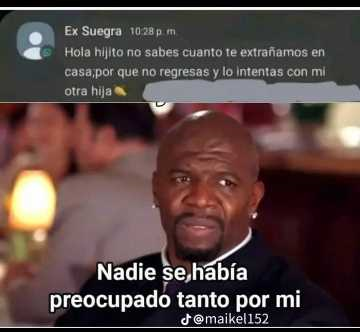 Ex Suegra 10:28 p. m.
Hola hijito no sabes cuanto te extrañamos en
casa;por que no regresas y lo intentas con mi
otra hija
Nadie se había
preocupado tanto por mi
@maikel152